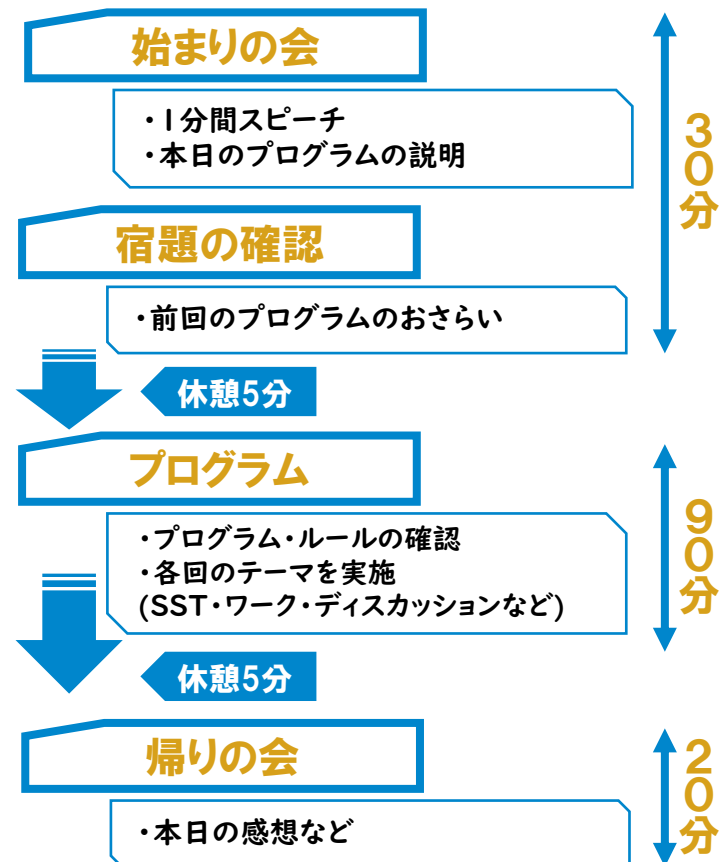 始まりの会
・1分間スピーチ
・本日のプログラムの説明
30分
宿題の確認
・前回のプログラムのおさらい
休憩5分
プログラム
・プログラム・ルールの確認
・各回のテーマを実施
(SST・ワーク・ディスカッションなど)
90分
休憩5分
帰りの会
・本日の感想など
20分